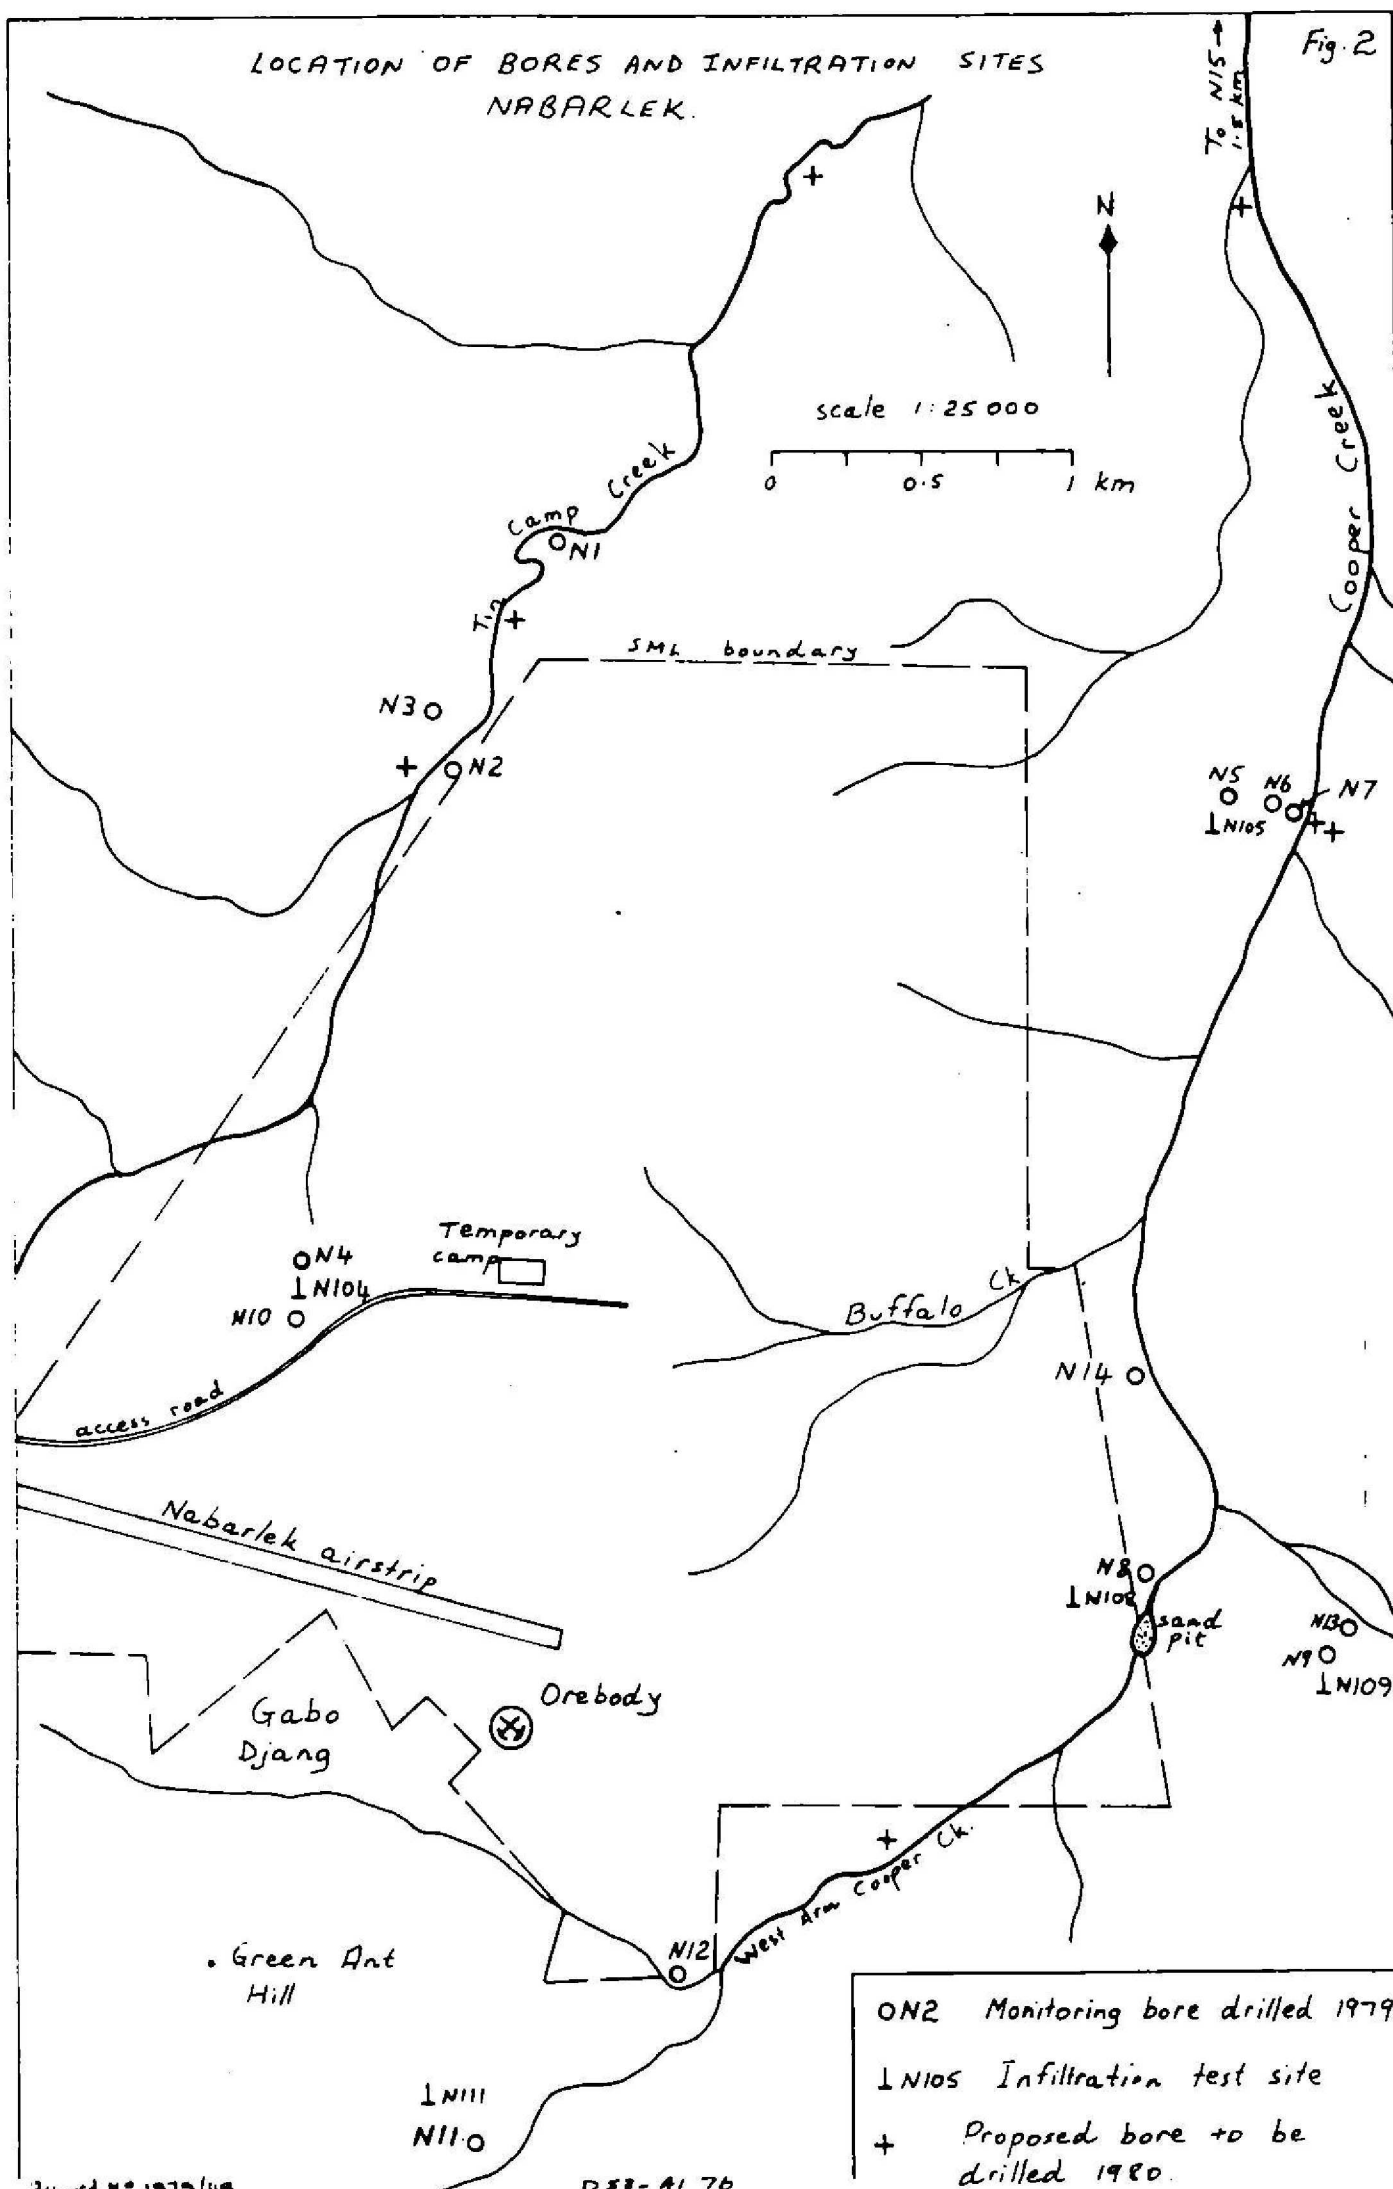 Fig. 2
LOCATION OF BORES AND INFILTRATION SITES
NABARLEK.
To N15 →
1.5 km
N
scale 1:25 000
0 0.5 1 km
Cooper Creek
Tin Camp Creek
N1
SML boundary
N3
N2
N5
N6
N7
⊥N105
Temporary
camp
N4
⊥N104
N10
Buffalo Ck
N14
access road
Nabarlek airstrip
N8
⊥N108
sand
pit
N13
N9
⊥N109
Orebody
Gabo
Djang
West Arm Cooper Ck.
N12
. Green Ant
Hill
⊥N111
N11
ON2 Monitoring bore drilled 1979
⊥N105 Infiltration test site
+ Proposed bore to be
drilled 1980.